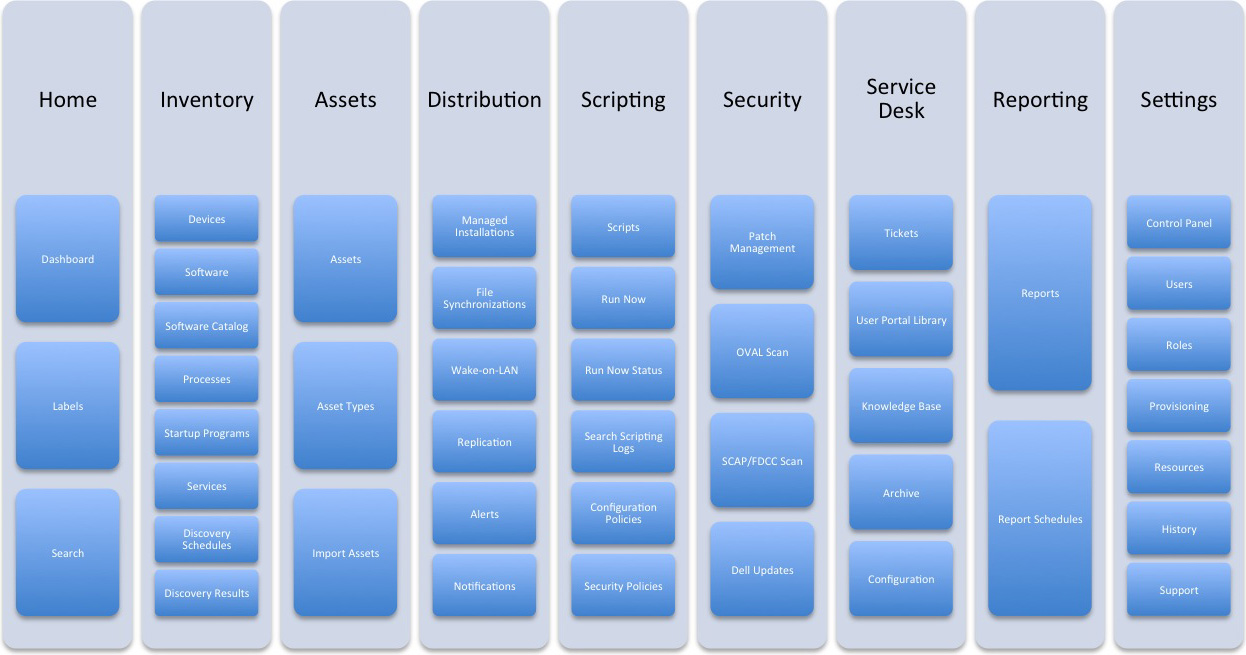 Home
Dashboard
Labels
Search
Inventory
Devices
Software
Software Catalog
Processes
Startup Programs
Services
Discovery
Schedules
Discovery Results
Assets
Assets
Asset Types
Import Assets
Distribution
Managed
Installations
File
Synchronizations
Wake-on-LAN
Replication
Alerts
Notifications
Scripting
Scripts
Run Now
Run Now Status
Search Scripting
Logs
Configuration
Policies
Security Policies
Security
Patch
Management
OVAL Scan
SCAP/FDCC Scan
Dell Updates
Service
Desk
Tickets
User Portal Library
Knowledge Base
Archive
Configuration
Reporting
Reports
Report Schedules
Settings
Control Panel
Users
Roles
Provisioning
Resources
History
Support